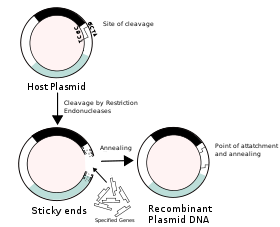 Site of cleavage
Host Plasmid
Cleavage by Restriction
Endonucleases
Annealing
Point of attatchment
and annealing
Sticky ends
Specified Genes
Recombinant
Plasmid DNA